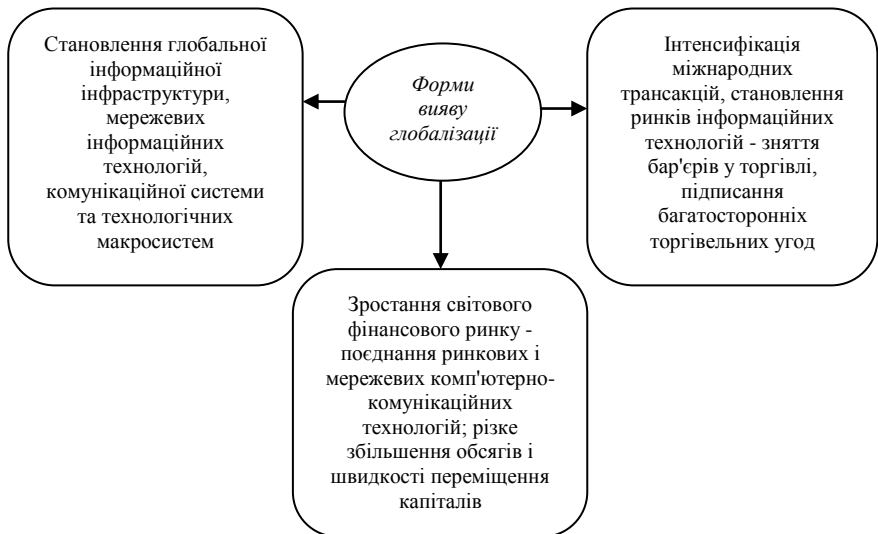 Становлення глобальної
інформаційної
інфраструктури,
мережевих
інформаційних
технологій,
комунікаційної системи
та технологічних
макросистем
Форми
вияву
глобалізації
Інтенсифікація
міжнародних
трансакцій, становлення
ринків інформаційних
технологій - зняття
бар'єрів у торгівлі,
підписання
багатосторонніх
торгівельних угод
Зростання світового
фінансового ринку -
поєднання ринкових і
мережевих комп'ютерно-
комунікаційних
технологій; різке
збільшення обсягів і
швидкості переміщення
капіталів